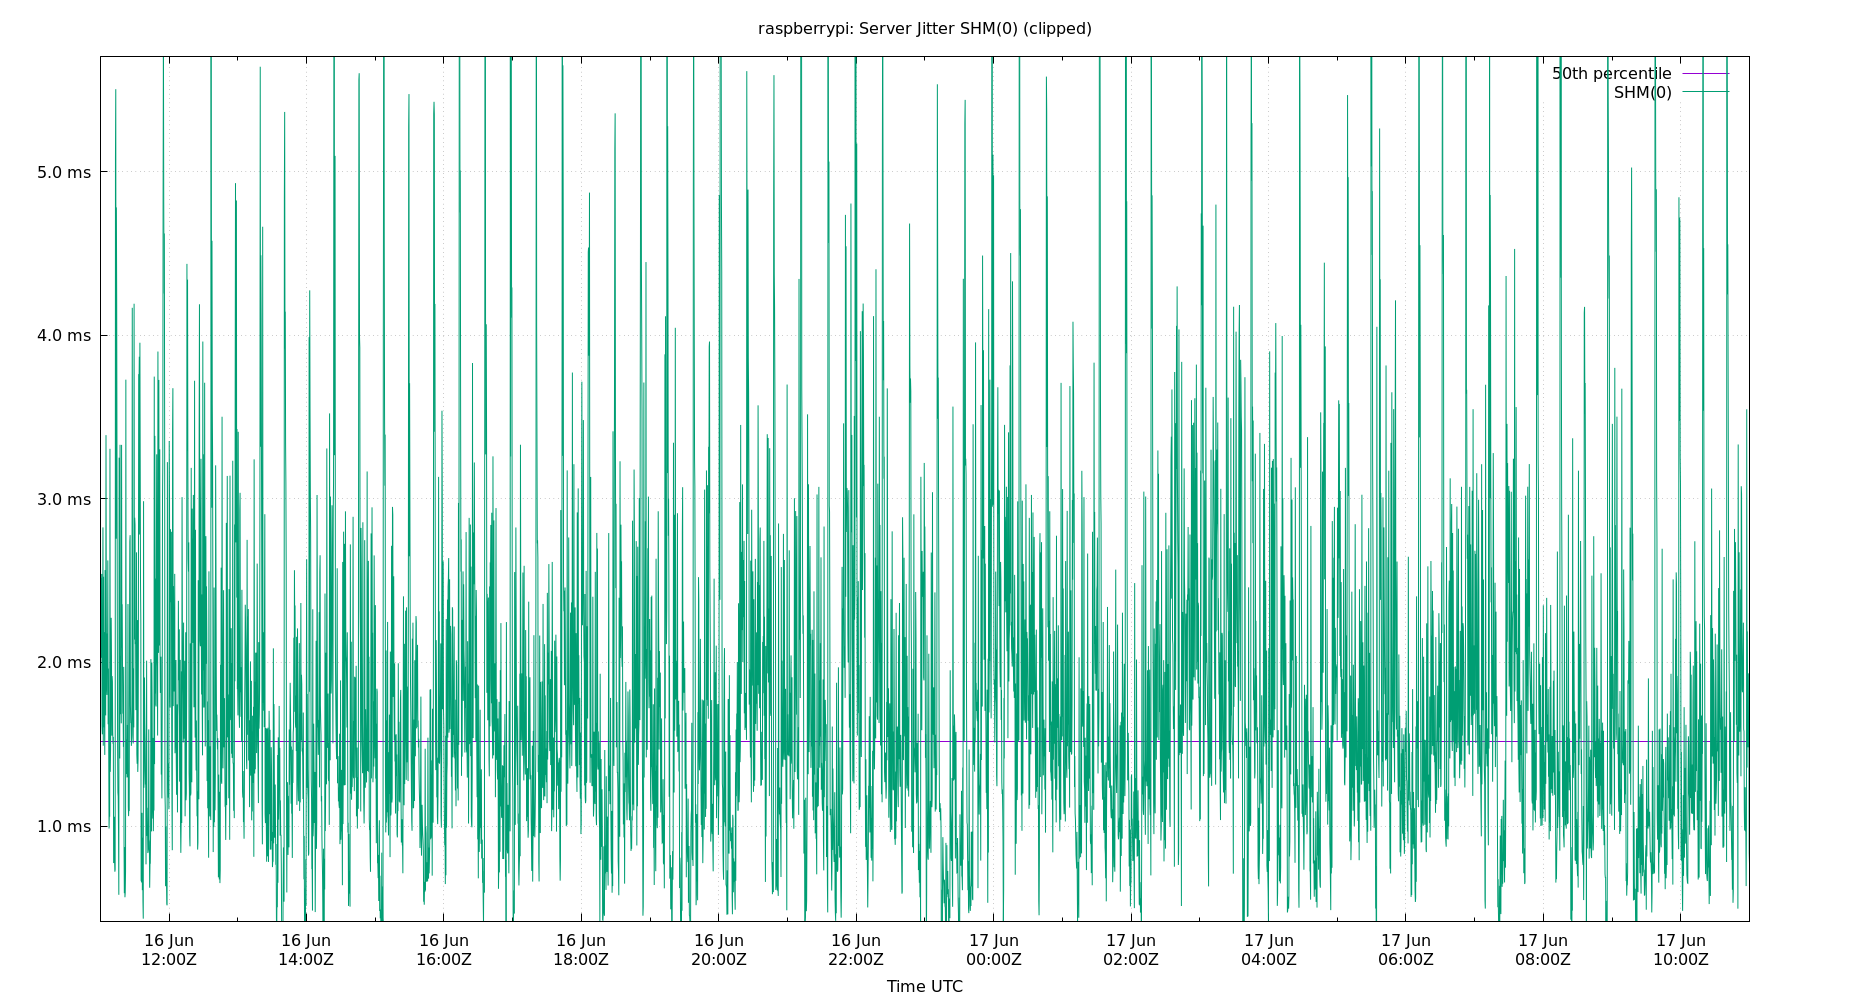 raspberrypi: Server Jitter SHM(0) (clipped)
50th percentile
SHM(0)
5.0 ms
4.0 ms
3.0 ms
2.0 ms
1.0 ms
16 Jun 16 Jun 16 Jun 16 Jun 16 Jun 16 Jun 17 Jun 17 Jun 17 Jun 17 Jun 17 Jun 17 Jun
12:00Z 14:00Z 16:00Z 18:00Z 20:00Z 22:00Z 00:00Z 02:00Z 04:00Z 06:00Z 08:00Z 10:00Z
Time UTC